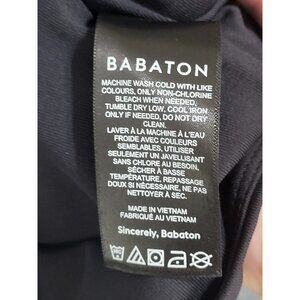 BABATON
MACHINE WASH COLD WITH LIKE
COLOURS, ONLY NON-CHLORINE
BLEACH WHEN NEEDED,
TUMBLE DRY LOW, COOL IRON
ONLY IF NEEDED, DO NOT DRY
CLEAN.
LAVER À LA MACHINE À L'EAU
FROIDE AVEC COULEURS
SEMBLABLES, UTILISER
SEULEMENT UN JAVELLISANT
SANS CHLORE AU BESOIN,
SÉCHER À BASSE
TEMPÉRATURE. REPASSAGE
DOUX SI NÉCESSAIRE, NE PAS
NETTOYER À SEC.
MADE IN VIETNAM
FABRIQUÉ AU VIETNAM
Sincerely, Babaton